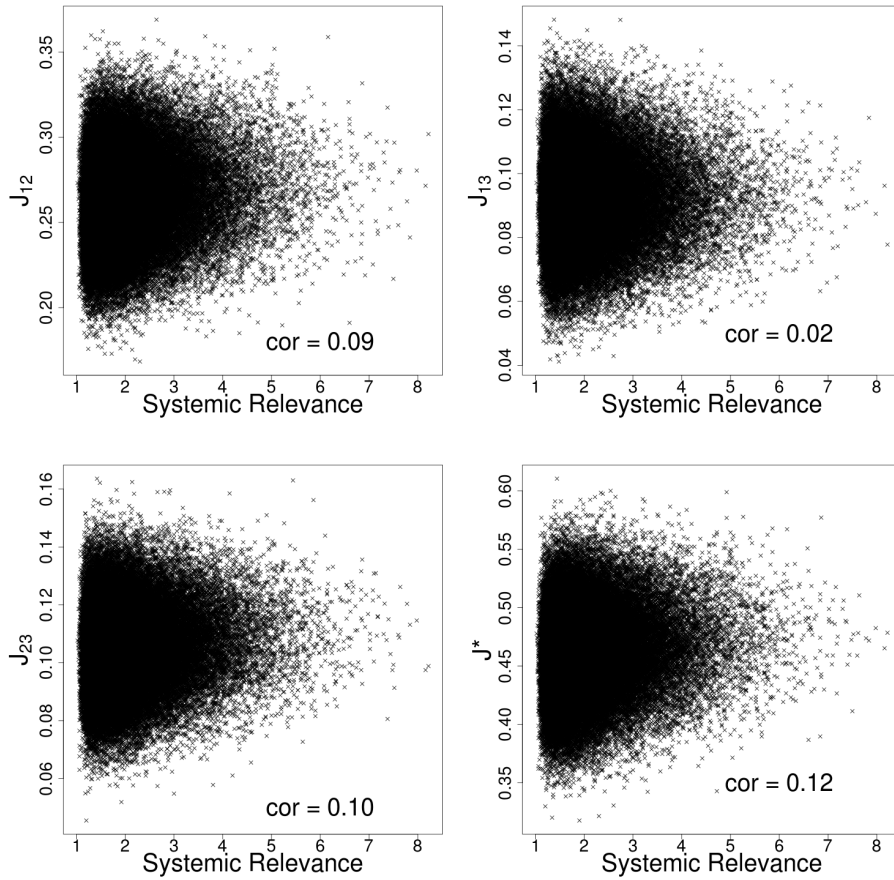 0.35
0.30
0.25
0.20
J12
cor = 0.09
1 2 3 4 5 6 7 8
Systemic Relevance
0.14
0.12
0.10
0.08
0.06
0.04
J13
cor = 0.02
1 2 3 4 5 6 7 8
Systemic Relevance
0.16
0.14
0.12
0.10
0.08
0.06
J23
cor = 0.10
1 2 3 4 5 6 7 8
Systemic Relevance
0.60
0.55
0.50
0.45
0.40
0.35
J*
cor = 0.12
1 2 3 4 5 6 7 8
Systemic Relevance